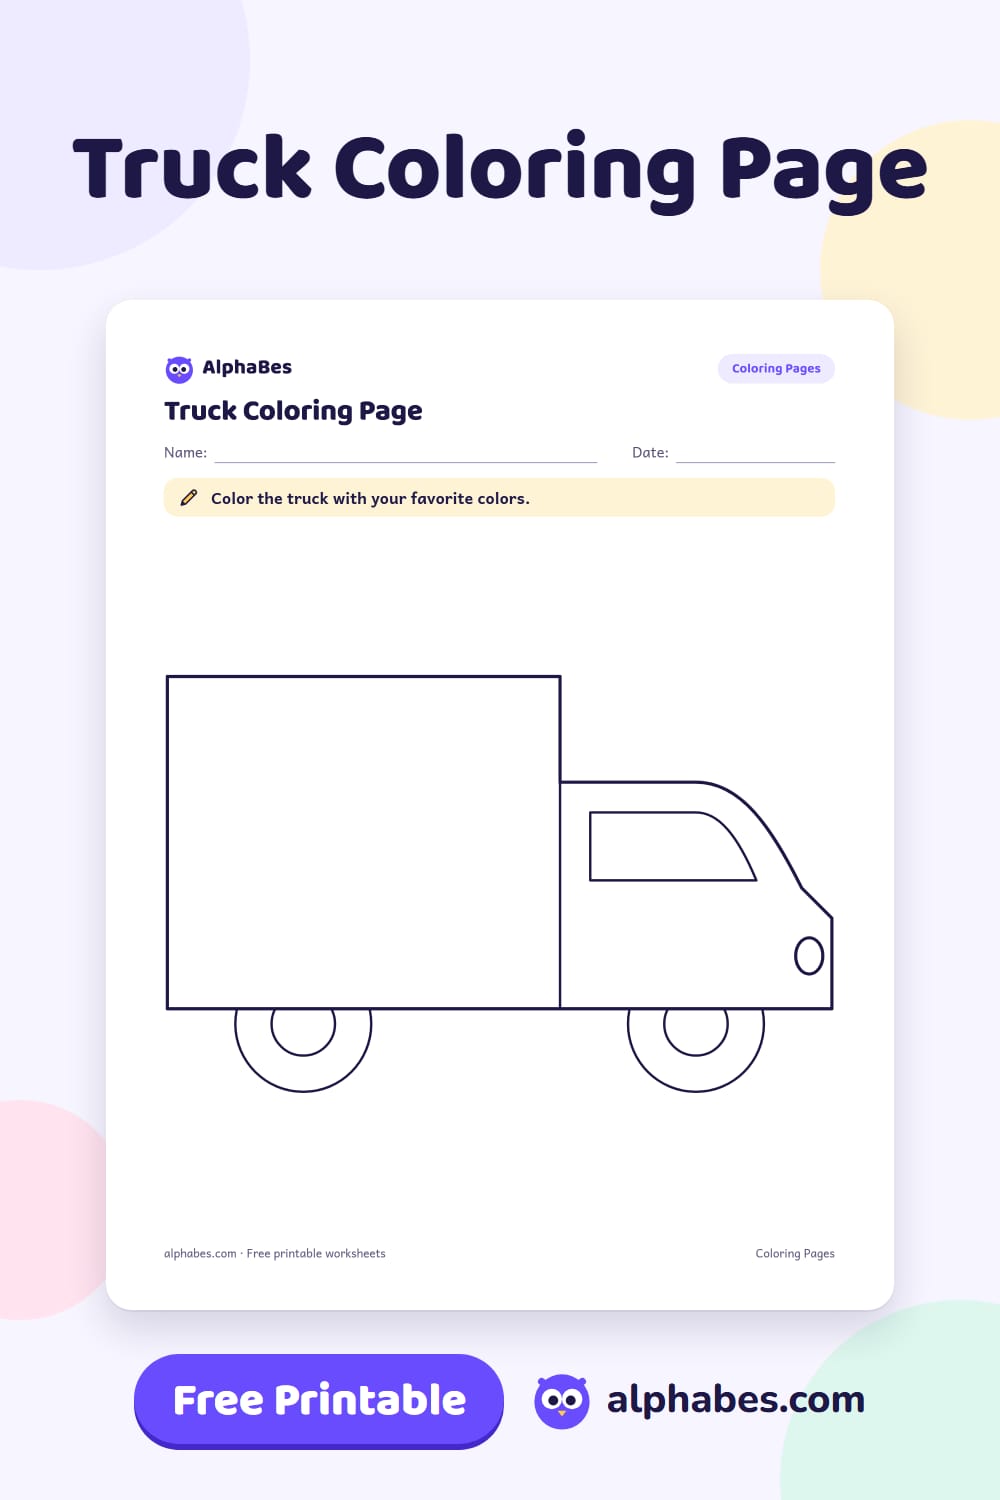 Truck Coloring Page
AlphaBes
Coloring Pages
Truck Coloring Page
Name:
Date:
Color the truck with your favorite colors.
alphabes.com · Free printable worksheets
Coloring Pages
Free Printable
alphabes.com